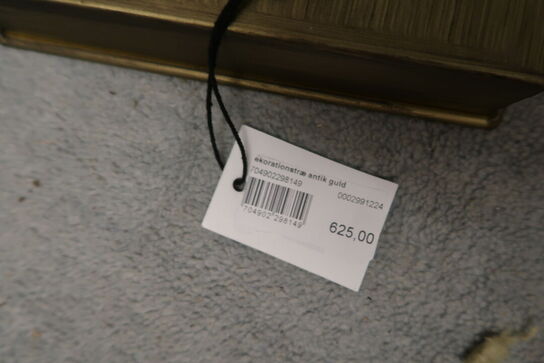 ekorationstræ antik guld
704902298149
0002991224
704902 298149
625,00